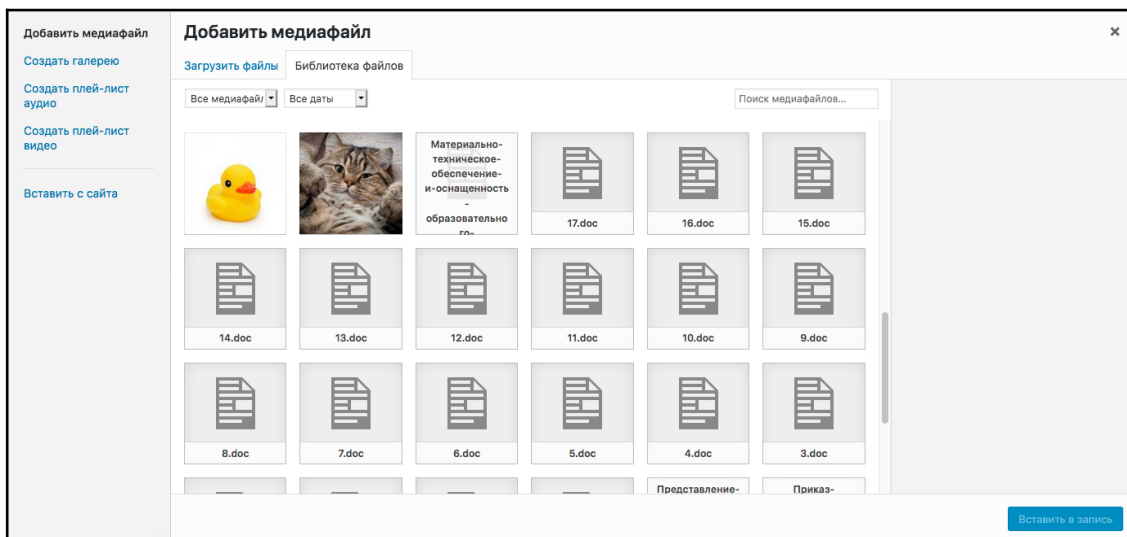 Добавить медиафайл
Создать галерею
Создать плей-лист
аудио
Создать плей-лист
видео
Вставить с сайта
Добавить медиафайл
×
Загрузить файлы
Библиотека файлов
Все медиафай
Все даты
Поиск медиафайлов...
Материально-
техническое-
обеспечение-
и-оснащенность
-
образовательно
го-
17.doc
16.doc
15.doc
14.doc
13.doc
12.doc
11.doc
10.doc
9.doc
8.doc
7.doc
6.doc
5.doc
4.doc
3.doc
Представление-
Приказ-
Вставить в запись